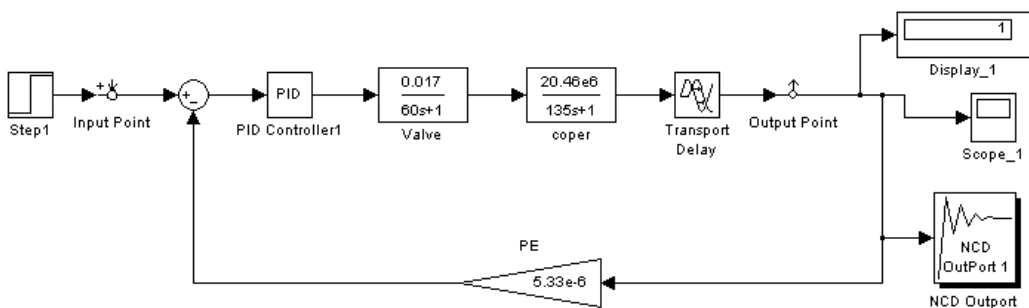 1
Display_1
Step1
Input Point
+
-
PID
PID Controller1
0.017
60s+1
Valve
20.46e6
135s+1
coper
Transport
Delay
Output Point
Scope_1
PE
5.33e-6
NCD
OutPort 1
NCD Outport